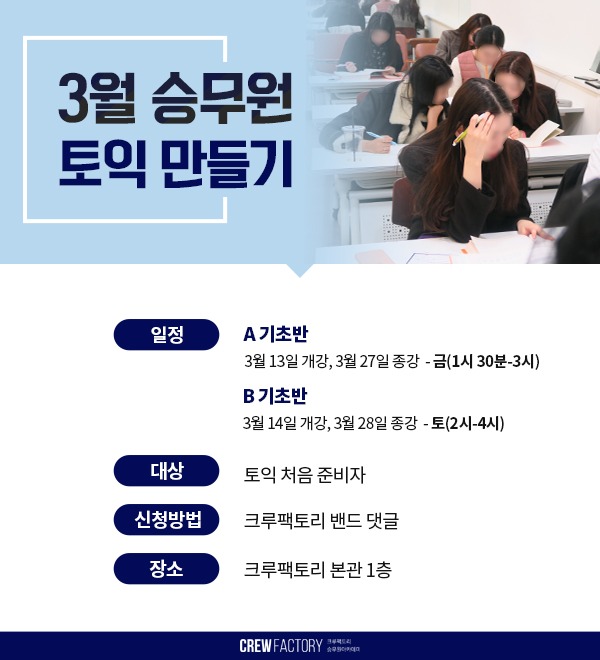 3월 승무원
토익 만들기
일정
A 기초반
3월 13일 개강, 3월 27일 종강 - 금(1시 30분-3시)
B 기초반
3월 14일 개강, 3월 28일 종강 - 토(2시-4시)
대상
토익 처음 준비자
신청방법
크루팩토리 밴드 댓글
장소
크루팩토리 본관 1층
CREW FACTORY
크루팩토리
승무원아카데미